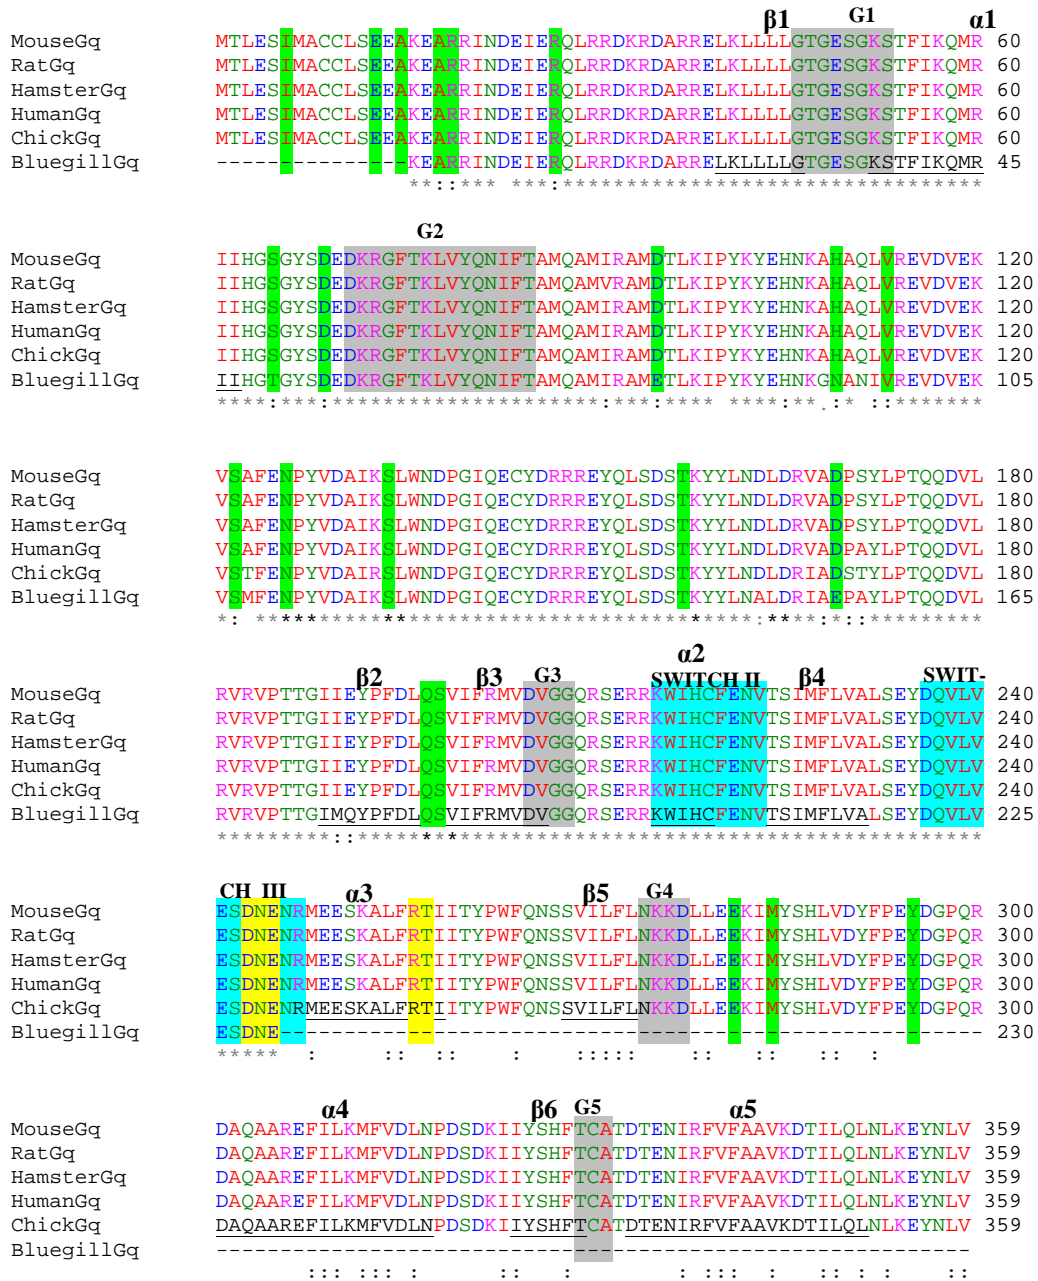 β1 G1 α1
MouseGq MTLESIMACCLSEEAKEARRINDEIERQLRRDKRDARRELKLLLLGTGESGKSTFIKQMR 60
RatGq MTLESIMACCLSEEAKEARRINDEIERQLRRDKRDARRELKLLLLGTGESGKSTFIKQMR 60
HamsterGq MTLESIMACCLSEEAKEARRINDEIERQLRRDKRDARRELKLLLLGTGESGKSTFIKQMR 60
HumanGq MTLESIMACCLSEEAKEARRINDEIERQLRRDKRDARRELKLLLLGTGESGKSTFIKQMR 60
ChickGq MTLESIMACCLSEEAKEARRINDEIERQLRRDKRDARRELKLLLLGTGESGKSTFIKQMR 60
BluegillGq ---------------KEARRINDEIERQLRRDKRDARRELKLLLLGTGESGKSTFIKQMR 45
**::*** ***:*********************************
G2
MouseGq IIHGSGYSDEDKRGFTKLVYQNIFTAMQAMIRAMDTLKIPYKYEHNKAHAQLVREVDVEK 120
RatGq IIHGSGYSDEDKRGFTKLVYQNIFTAMQAMVRAMDTLKIPYKYEHNKAHAQLVREVDVEK 120
HamsterGq IIHGSGYSDEDKRGFTKLVYQNIFTAMQAMIRAMDTLKIPYKYEHNKAHAQLVREVDVEK 120
HumanGq IIHGSGYSDEDKRGFTKLVYQNIFTAMQAMIRAMDTLKIPYKYEHNKAHAQLVREVDVEK 120
ChickGq IIHGSGYSDEDKRGFTKLVYQNIFTAMQAMIRAMDTLKIPYKYEHNKAHAQLVREVDVEK 120
BluegillGq IIHGTGYSDEDKRGFTKLVYQNIFTAMQAMIRAMETLKIPYKYEHNKGNANIVREVDVEK 105
****:***:*********************:***:**** ****:**.:* ::*******
MouseGq VSAFENPYVDAIKSLWNDPGIQECYDRRREYQLSDSTKYYLNDLDRVADPSYLPTQQDVL 180
RatGq VSAFENPYVDAIKSLWNDPGIQECYDRRREYQLSDSTKYYLNDLDRVADPSYLPTQQDVL 180
HamsterGq VSAFENPYVDAIKSLWNDPGIQECYDRRREYQLSDSTKYYLNDLDRVADPSYLPTQQDVL 180
HumanGq VSAFENPYVDAIKSLWNDPGIQECYDRRREYQLSDSTKYYLNDLDRVADPAYLPTQQDVL 180
ChickGq VSTFENPYVDAIRSLWNDPGIQECYDRRREYQLSDSTKYYLNDLDRIADSTYLPTQQDVL 180
BluegillGq VSMFENPYVDAIKSLWNDPGIQECYDRRREYQLSDSTKYYLNALDRIAEPAYLPTQQDVL 165
*: ***************************************:****:*::*********
β2 β3 G3 α2 SWITCH II β4 SWIT-
MouseGq RVRVPTTGIIEYPFDLQSVIFRMVDVGGQRSERRKWIHCFENVTSIMFLVALSEYDQVLV 240
RatGq RVRVPTTGIIEYPFDLQSVIFRMVDVGGQRSERRKWIHCFENVTSIMFLVALSEYDQVLV 240
HamsterGq RVRVPTTGIIEYPFDLQSVIFRMVDVGGQRSERRKWIHCFENVTSIMFLVALSEYDQVLV 240
HumanGq RVRVPTTGIIEYPFDLQSVIFRMVDVGGQRSERRKWIHCFENVTSIMFLVALSEYDQVLV 240
ChickGq RVRVPTTGIIEYPFDLQSVIFRMVDVGGQRSERRKWIHCFENVTSIMFLVALSEYDQVLV 240
BluegillGq RVRVPTTGIMQYPFDLQSVIFRMVDVGGQRSERRKWIHCFENVTSIMFLVALSEYDQVLV 225
*********::*************************************************
CH III α3 β5 G4
MouseGq ESDNENRMEESKALFRTIITYPWFQNSSVILFLNKKDLLEEKIMYSHLVDYFPEYDGPQR 300
RatGq ESDNENRMEESKALFRTIITYPWFQNSSVILFLNKKDLLEEKIMYSHLVDYFPEYDGPQR 300
HamsterGq ESDNENRMEESKALFRTIITYPWFQNSSVILFLNKKDLLEEKIMYSHLVDYFPEYDGPQR 300
HumanGq ESDNENRMEESKALFRTIITYPWFQNSSVILFLNKKDLLEEKIMYSHLVDYFPEYDGPQR 300
ChickGq ESDNENRMEESKALFRTIITYPWFQNSSVILFLNKKDLLEEKIMYSHLVDYFPEYDGPQR 300
BluegillGq ESDNE------------------------------------------------------- 230
*****  :     ::  ::    :    :::::    ::   ::   ::  :
α4 β6 G5 α5
MouseGq DAQAAREFILKMFVDLNPDSDKIIYSHFTCATDTENIRFVFAAVKDTILQLNLKEYNLV 359
RatGq DAQAAREFILKMFVDLNPDSDKIIYSHFTCATDTENIRFVFAAVKDTILQLNLKEYNLV 359
HamsterGq DAQAAREFILKMFVDLNPDSDKIIYSHFTCATDTENIRFVFAAVKDTILQLNLKEYNLV 359
HumanGq DAQAAREFILKMFVDLNPDSDKIIYSHFTCATDTENIRFVFAAVKDTILQLNLKEYNLV 359
ChickGq DAQAAREFILKMFVDLNPDSDKIIYSHFTCATDTENIRFVFAAVKDTILQLNLKEYNLV 359
BluegillGq -----------------------------------------------------------
::: ::: :      ::   :        : ::: :    ::  :     ::